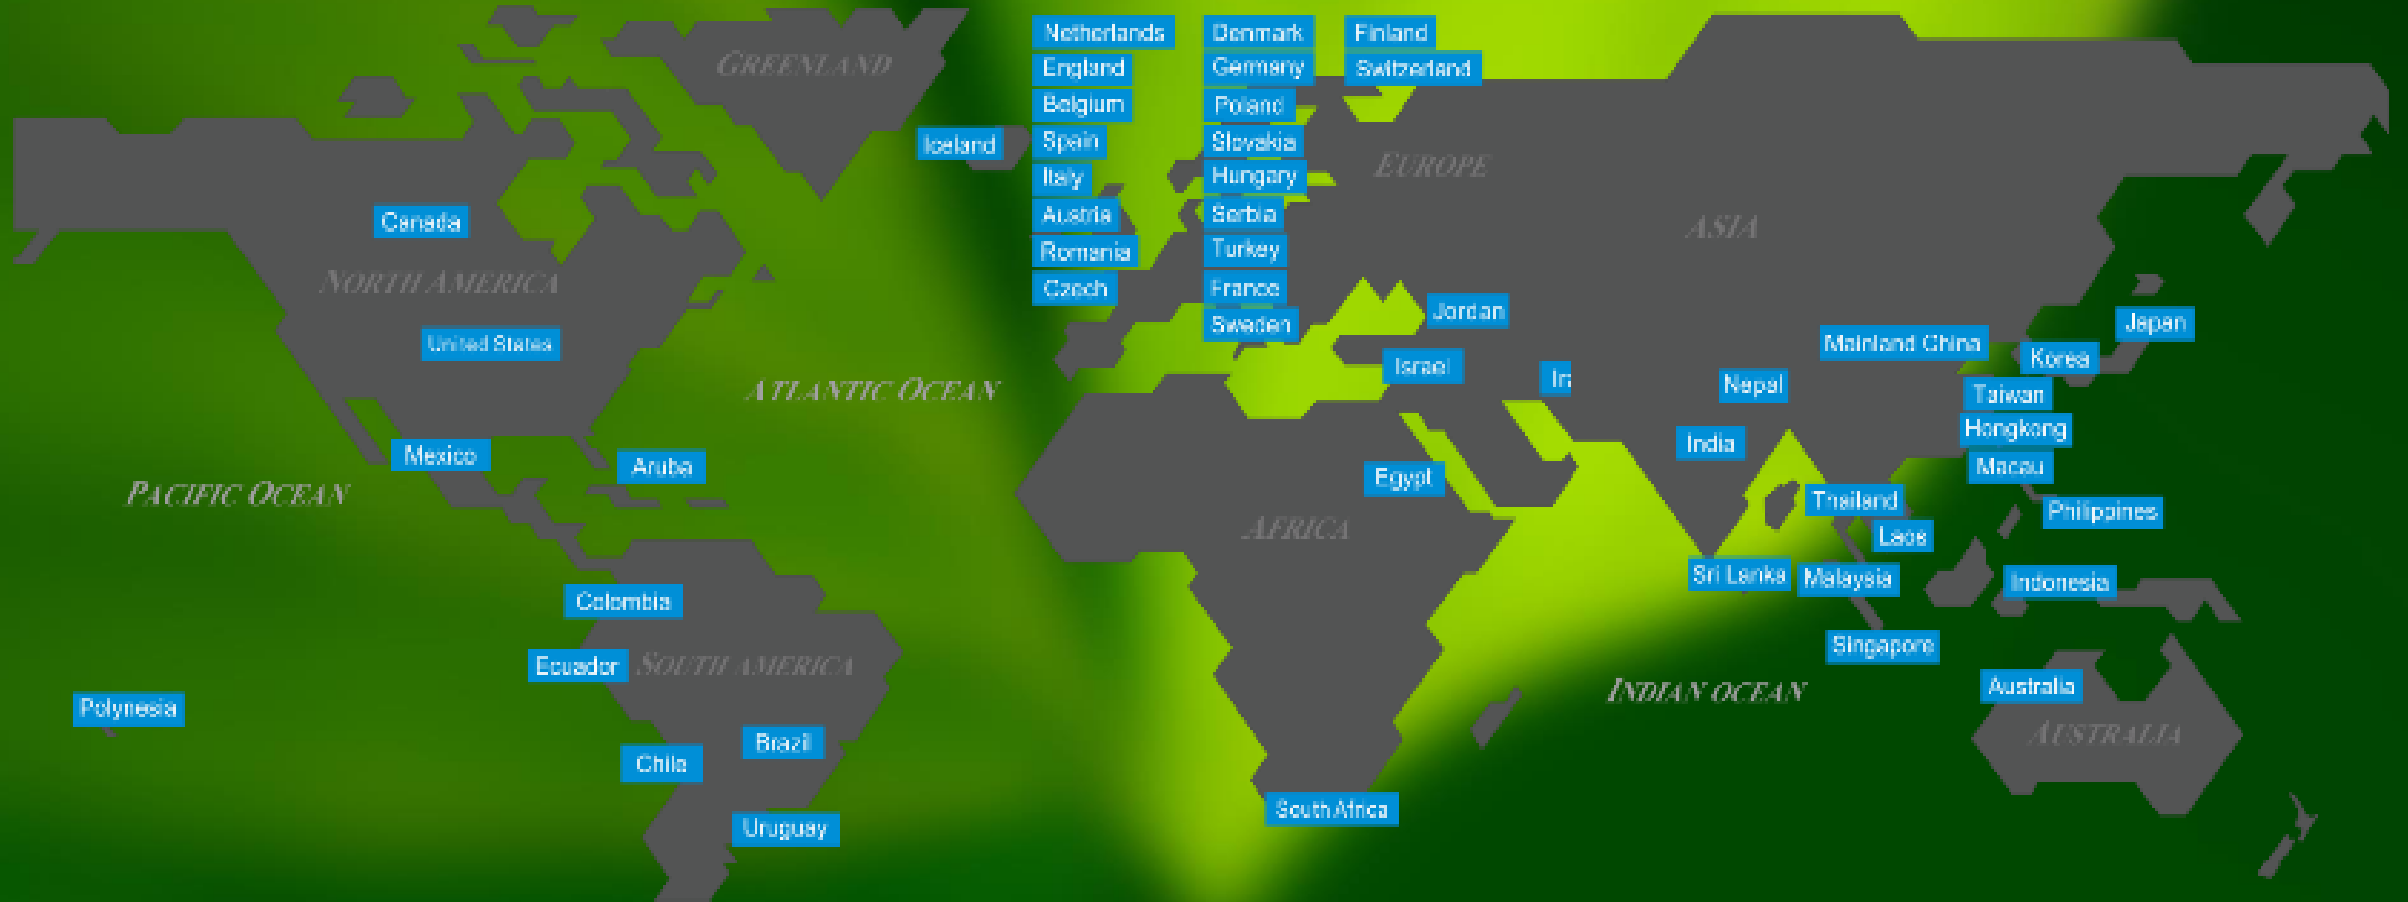 Netherlands
Denmark
Finland
GREENLAND
England
Germany
Switzerland
Belgium
Poland
Iceland
Spain
Slovakia
EUROPE
Italy
Hungary
Canada
Austria
Serbia
ASIA
Romania
Turkey
NORTH AMERICA
Czech
France
Jordan
Sweden
Japan
United States
Mainland China
Korea
Israel
Nepal
ATLANTIC OCEAN
Taiwan
Hongkong
India
Mexico
Aruba
Macau
Egypt
PACIFIC OCEAN
Thailand
Philippines
AFRICA
Laos
Sri Lanka
Malaysia
Indonesia
Colombia
Singapore
Ecuador
SOUTH AMERICA
INDIAN OCEAN
Australia
Polynesia
AUSTRALIA
Brazil
Chile
South Africa
Uruguay